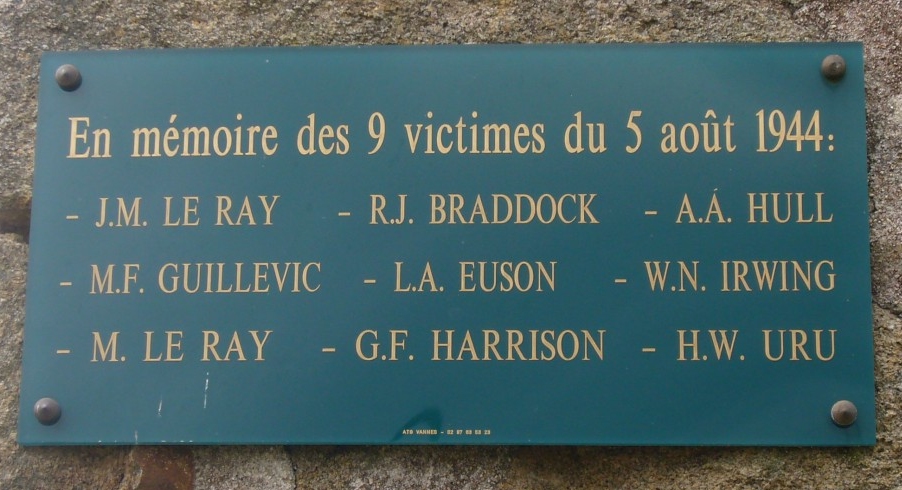 En mémoire des 9 victimes du 5 août 1944:
- J.M. LE RAY - R.J. BRADDOCK - A.Á. HULL
- M.F. GUILLEVIC - L.A. EUSON - W.N. IRWING
- M. LE RAY - G.F. HARRISON - H.W. URU